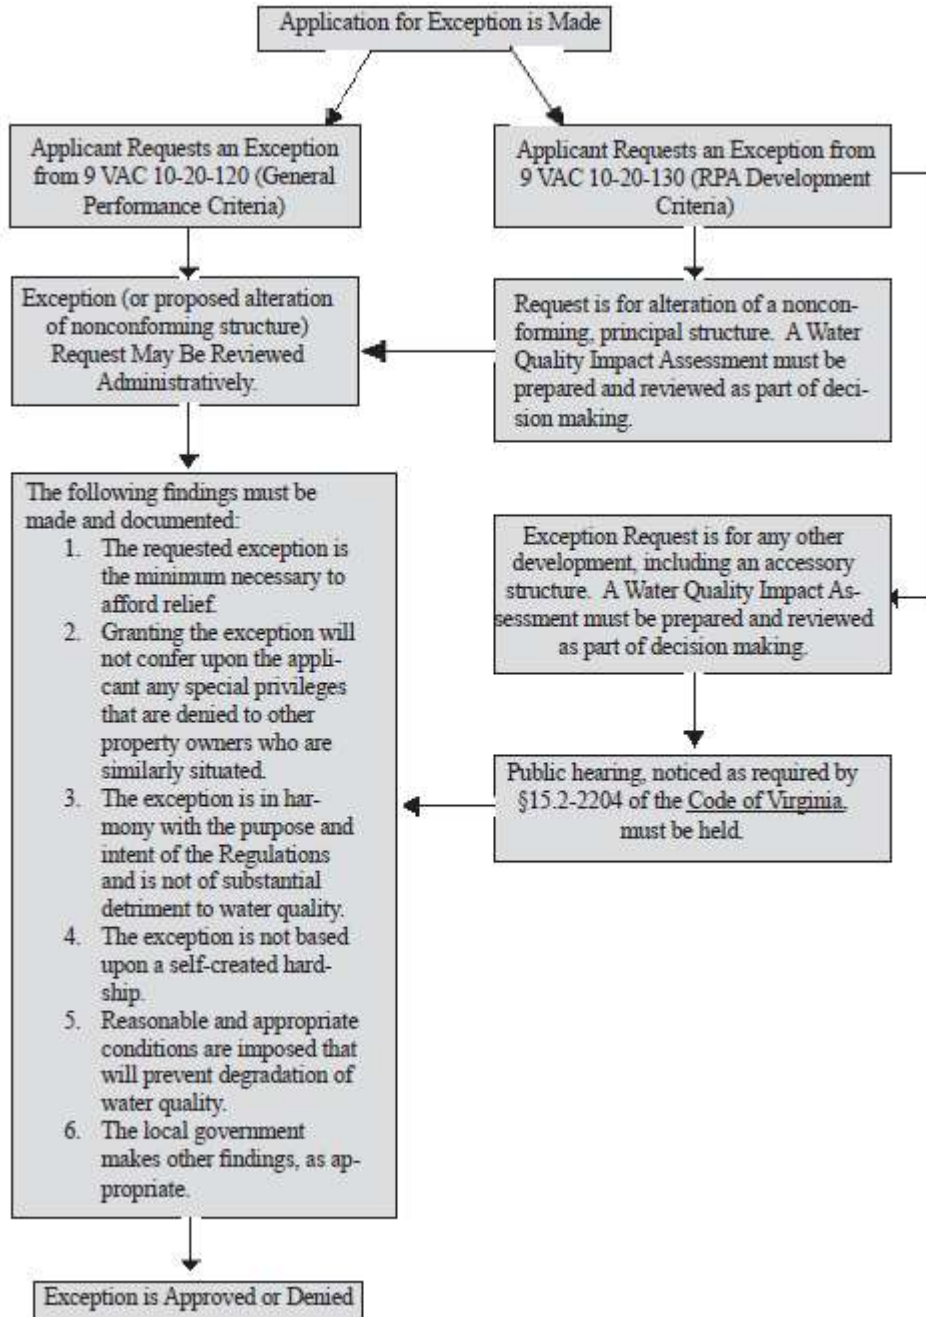 Application for Exception is Made
Applicant Requests an Exception
from 9 VAC 10-20-120 (General
Performance Criteria)
Applicant Requests an Exception from
9 VAC 10-20-130 (RPA Development
Criteria)
Exception (or proposed alteration
of nonconforming structure)
Request May Be Reviewed
Administratively.
Request is for alteration of a noncon-
forming, principal structure. A Water
Quality Impact Assessment must be
prepared and reviewed as part of deci-
sion making.
The following findings must be
made and documented:
1. The requested exception is
the minimum necessary to
afford relief.
2. Granting the exception will
not confer upon the appli-
cant any special privileges
that are denied to other
property owners who are
similarly situated.
3. The exception is in har-
mony with the purpose and
intent of the Regulations
and is not of substantial
detriment to water quality.
4. The exception is not based
upon a self-created hard-
ship.
5. Reasonable and appropriate
conditions are imposed that
will prevent degradation of
water quality.
6. The local government
makes other findings, as ap-
propriate.
Exception Request is for any other
development, including an accessory
structure. A Water Quality Impact As-
sessment must be prepared and reviewed
as part of decision making.
Public hearing, noticed as required by
§15.2-2204 of the Code of Virginia,
must be held.
Exception is Approved or Denied